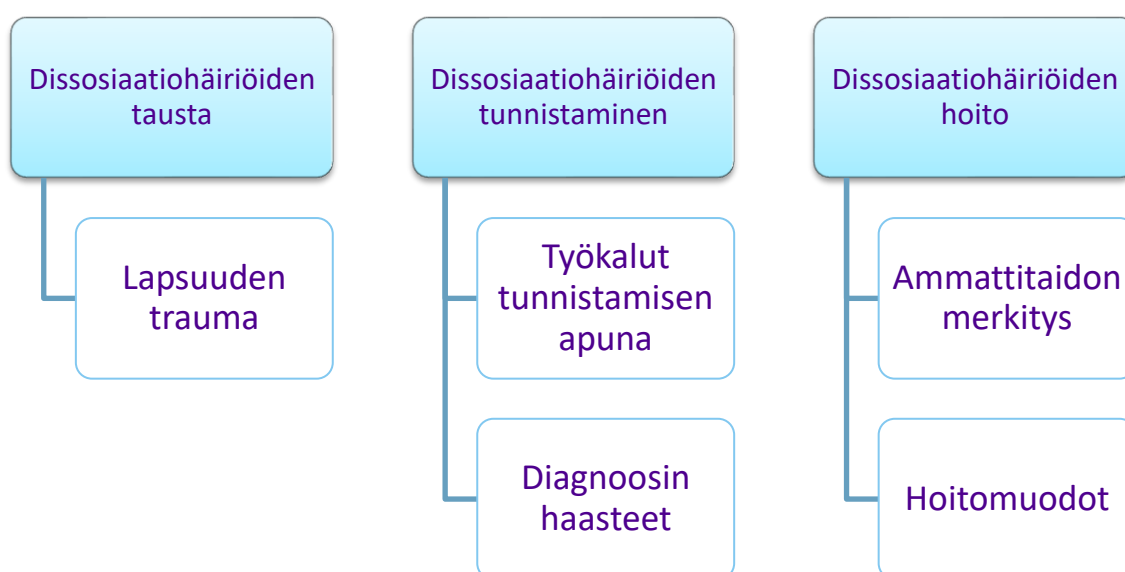 Dissosiaatiohäiriöiden
tausta
Lapsuuden
trauma
Dissosiaatiohäiriöiden
tunnistaminen
Työkalut
tunnistamisen
apuna
Diagnoosin
haasteet
Dissosiaatiohäiriöiden
hoito
Ammattitaidon
merkitys
Hoitomuodot